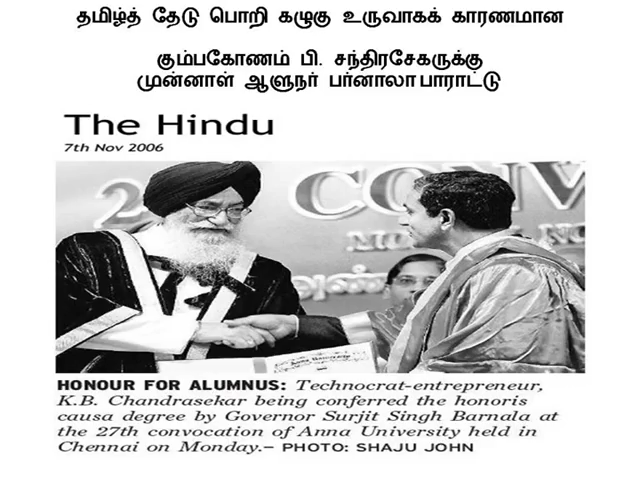 தமிழ்த் தேடு பொறி கழுகு உருவாகக் காரணமான
கும்பகோணம் பி. சந்திரசேகருக்கு
முன்னாள் ஆளுநர் பர்னாலா பாராட்டு
The Hindu
7th Nov 2006
CONV
HONOUR FOR ALUMNUS: Technocrat-entrepreneur,
K.B. Chandrasekar being conferred the honoris
causa degree by Governor Surjit Singh Barnala at
the 27th convocation of Anna University held in
Chennai on Monday.– PHOTO: SHAJU JOHN